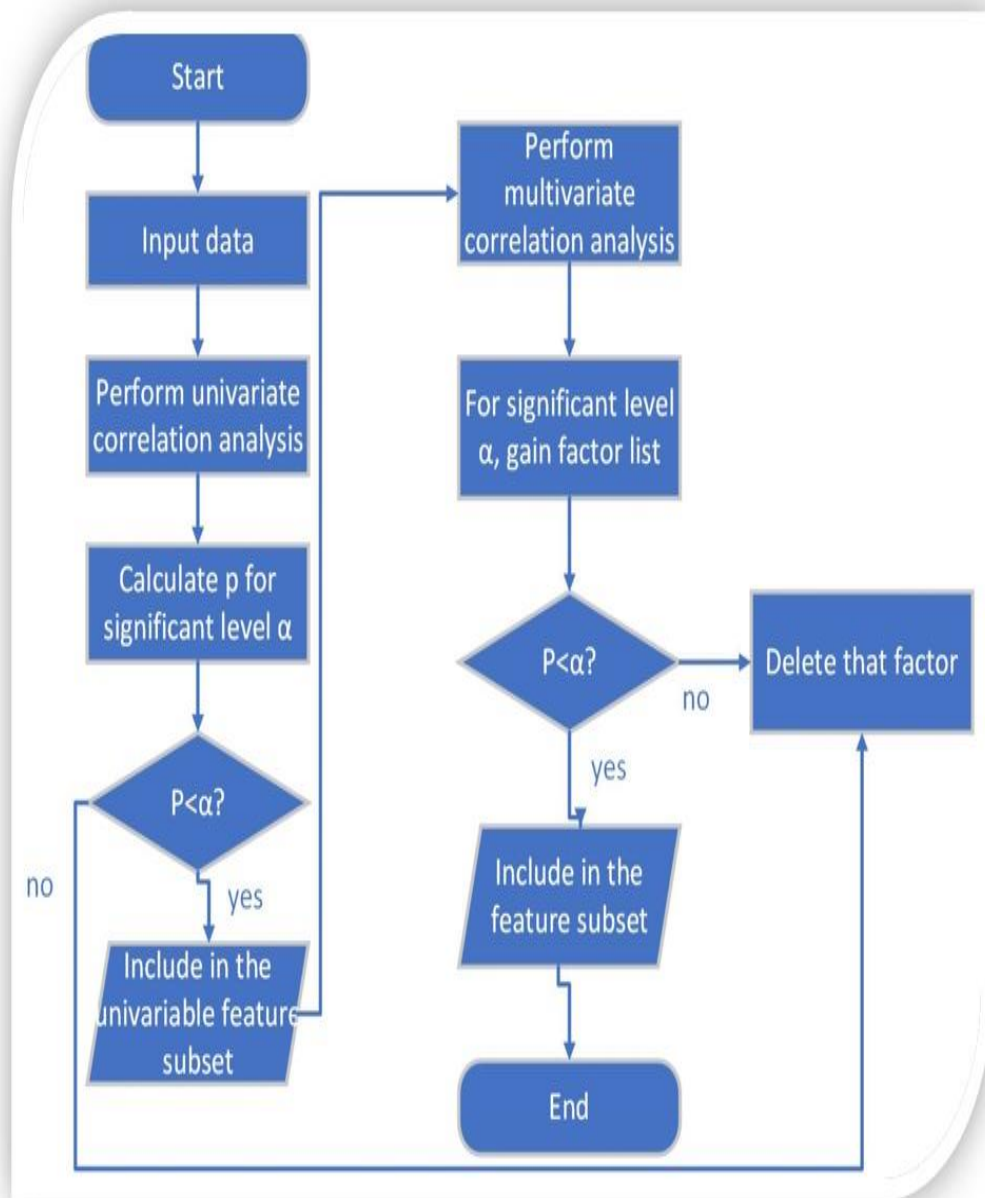 Start
Input data
Perform univariate
correlation analysis
Calculate p for
significant level α
P<α?
no
yes
Include in the
univariable feature
subset
Perform
multivariate
correlation analysis
For significant level
α, gain factor list
P<α?
no
Delete that factor
yes
Include in the
feature subset
End